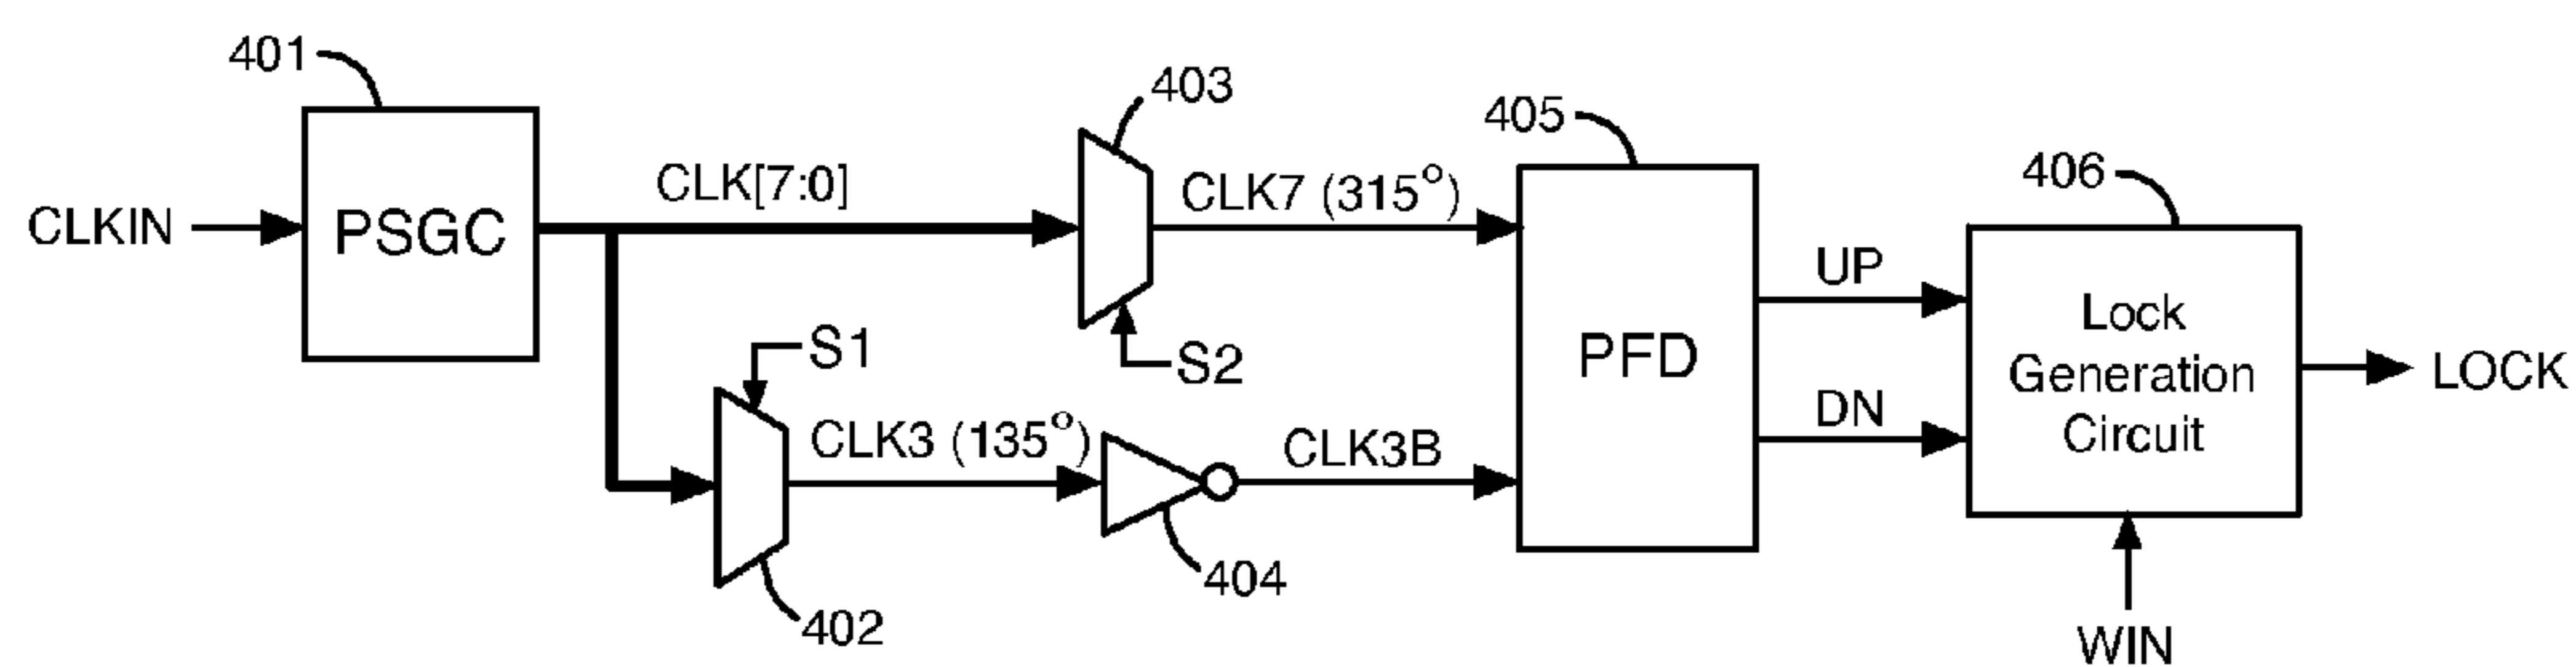 401
403
405
406
CLKIN
PSGC
CLK[7:0]
CLK7 (315°)
UP
S1
S2
PFD
Lock
Generation
Circuit
LOCK
DN
CLK3 (135°)
CLK3B
404
402
WIN